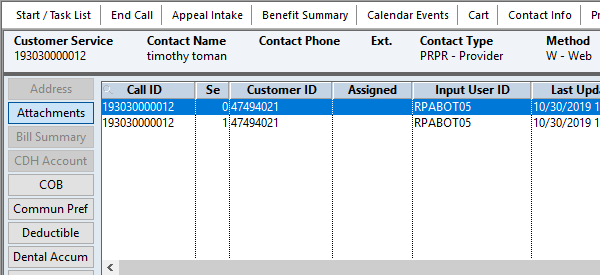 Start / Task List End Call Appeal Intake Benefit Summary Calendar Events Cart Contact Info
Customer Service Contact Name Contact Phone Ext. Contact Type Method
193030000012 timothy toman PRPR - Provider W - Web
Address
Attachments
Bill Summary
CDH Account
COB
Commun Pref
Deductible
Dental Accum
Call ID Se Customer ID Assigned Input User ID Last Upda
193030000012 0 47494021 RPABOT05 10/30/2019 1
193030000012 1 47494021 RPABOT05 10/30/2019 1